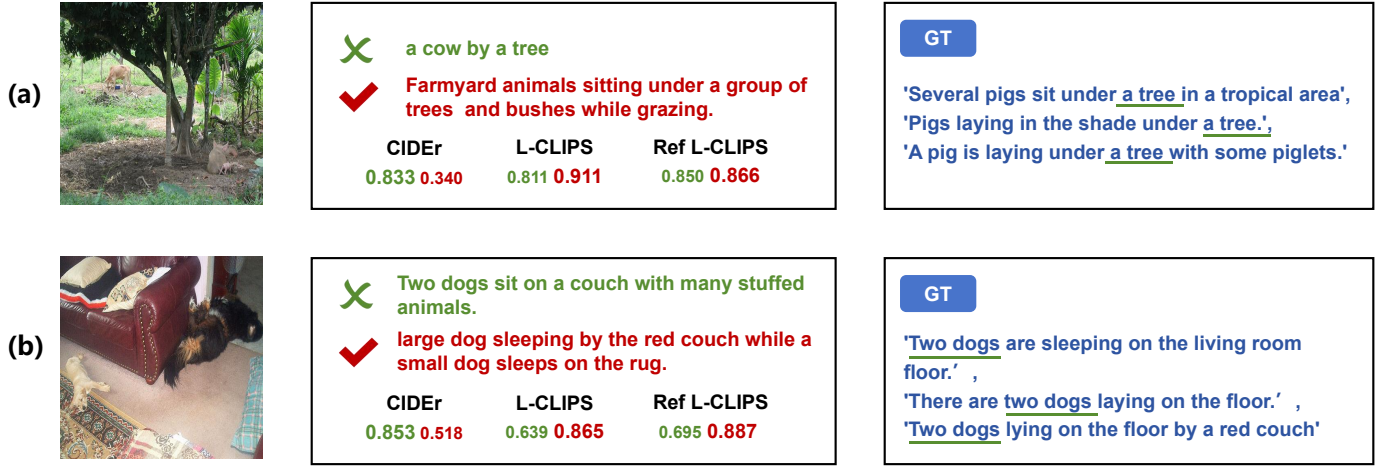 (a)
a cow by a tree
Farmyard animals sitting under a group of
trees and bushes while grazing.
CIDEr L-CLIPS Ref L-CLIPS
0.833 0.340 0.811 0.911 0.850 0.866
GT
'Several pigs sit under a tree in a tropical area',
'Pigs laying in the shade under a tree.',
'A pig is laying under a tree with some piglets.'
(b)
Two dogs sit on a couch with many stuffed
animals.
large dog sleeping by the red couch while a
small dog sleeps on the rug.
CIDEr L-CLIPS Ref L-CLIPS
0.853 0.518 0.639 0.865 0.695 0.887
GT
'Two dogs are sleeping on the living room
floor.′ ,
'There are two dogs laying on the floor.′ ,
'Two dogs lying on the floor by a red couch'